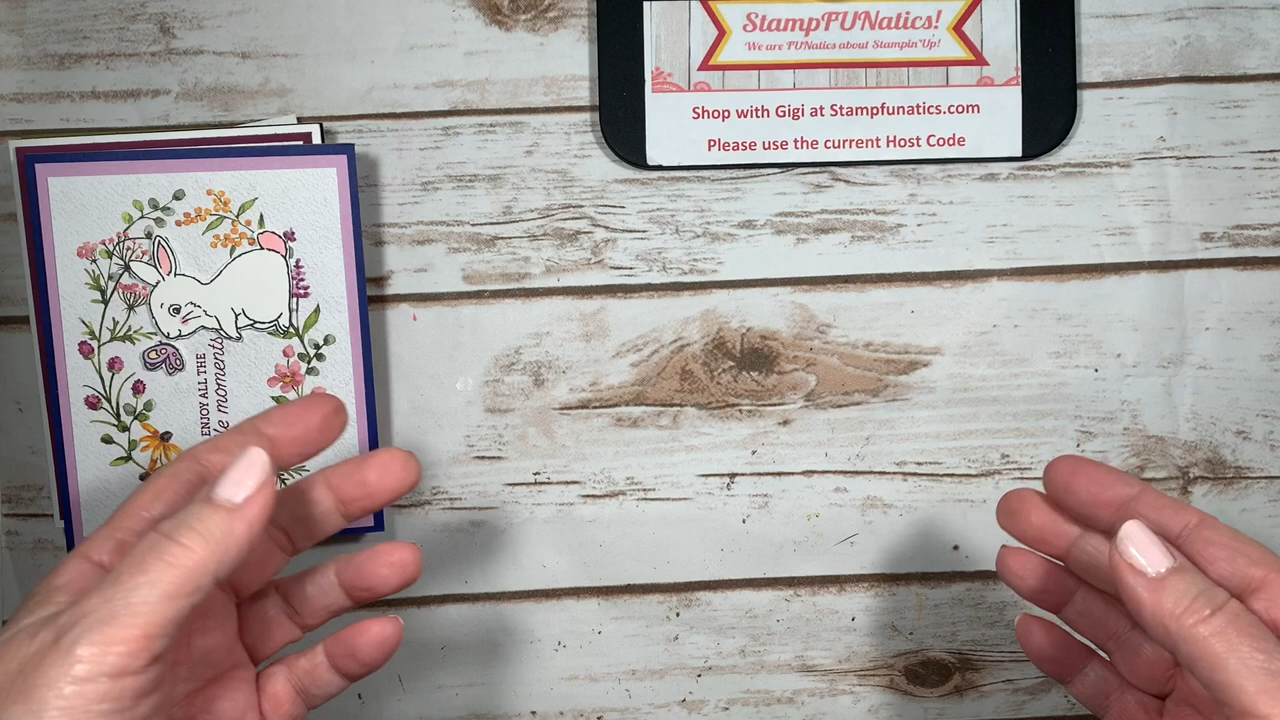 StampFUNatics!
We are FUNatics about Stampin'Up!
Shop with Gigi at Stampfunatics.com
Please use the current Host Code
ENJOY ALL THE
moments